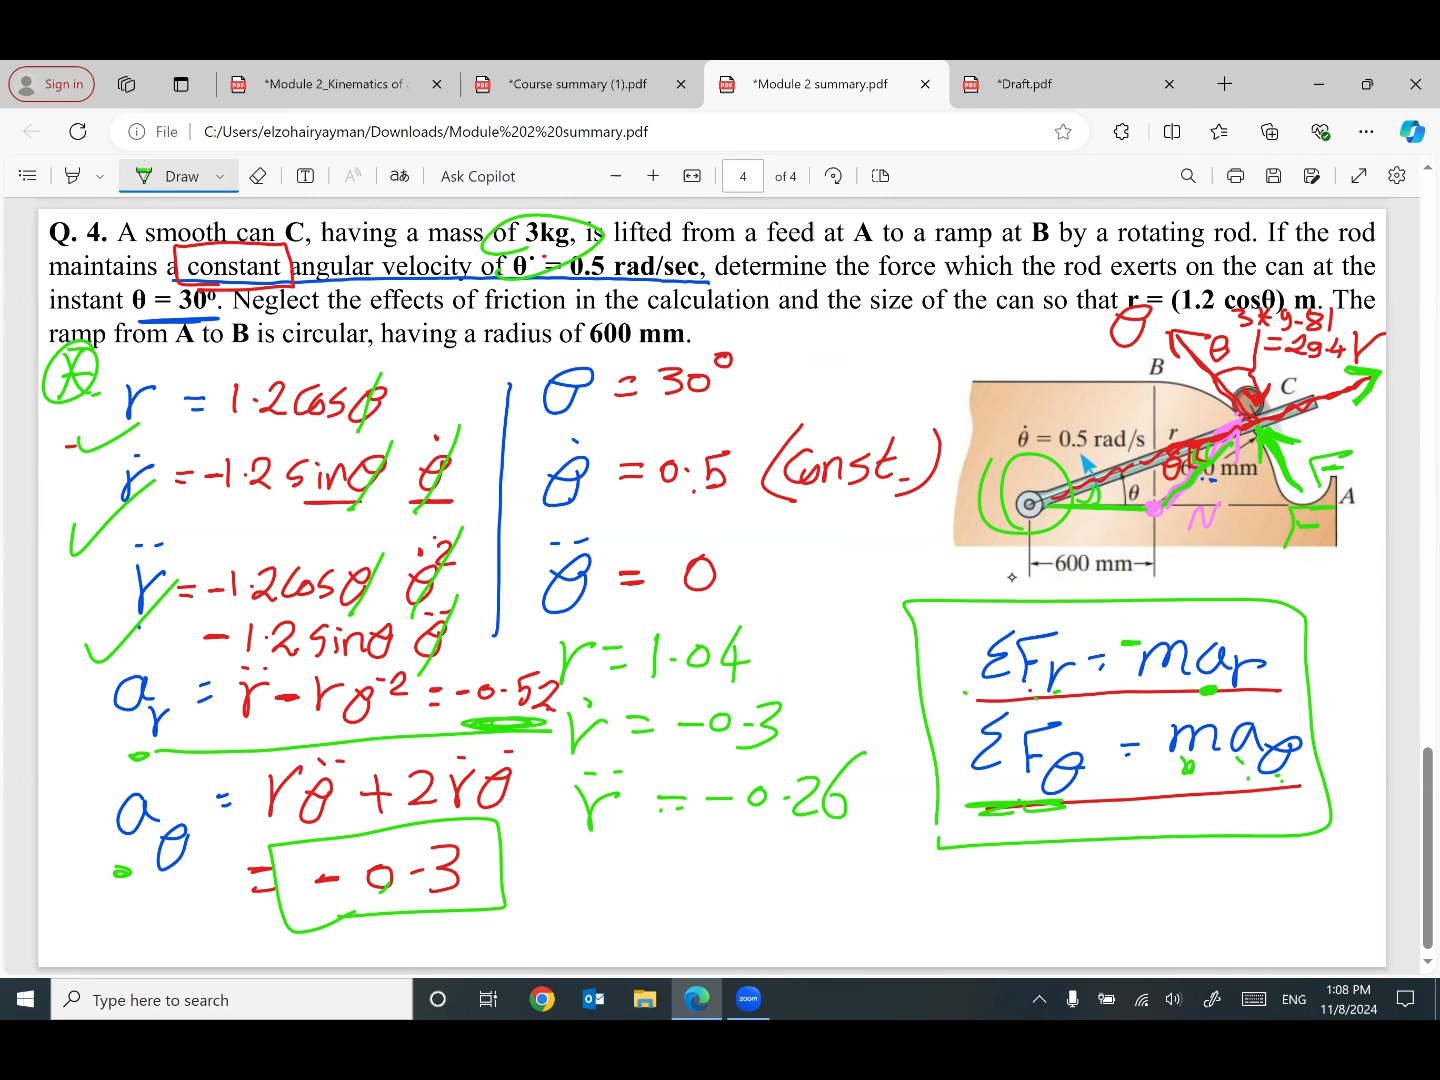 Sign in
*Module 2_Kinematics of
*Course summary (1).pdf
*Module 2 summary.pdf
*Draft.pdf
File C:/Users/elzohairyayman/Downloads/Module%202%20summary.pdf
Draw
Ask Copilot
4 of 4
Q. 4. A smooth can C, having a mass of 3kg, is lifted from a feed at A to a ramp at B by a rotating rod. If the rod
maintains a constant angular velocity of θ˙ = 0.5 rad/sec, determine the force which the rod exerts on the can at the
instant θ = 30⁰. Neglect the effects of friction in the calculation and the size of the can so that r = (1.2 cosθ) m. The
ramp from A to B is circular, having a radius of 600 mm.
r = 1.2cosθ
ṙ = -1.2 sinθ θ̇
r̈ = -1.2cosθ θ̇²
- 1.2 sinθ θ̈
a_r = r̈ - rθ̇² = -0.52
a_θ = rθ̈ + 2ṙθ̇
= -0.3
θ = 30°
θ̇ = 0.5 (const.)
θ̈ = 0
r = 1.04
ṙ = -0.3
r̈ = -0.26
θ
3*9.81
= 29.4
r
θ
B
C
θ̇ = 0.5 rad/s
r
θ
mm
θ
N
F
A
600 mm
ΣFr = mar
ΣFθ = maθ
Type here to search
zoom
ENG
1:08 PM
11/8/2024